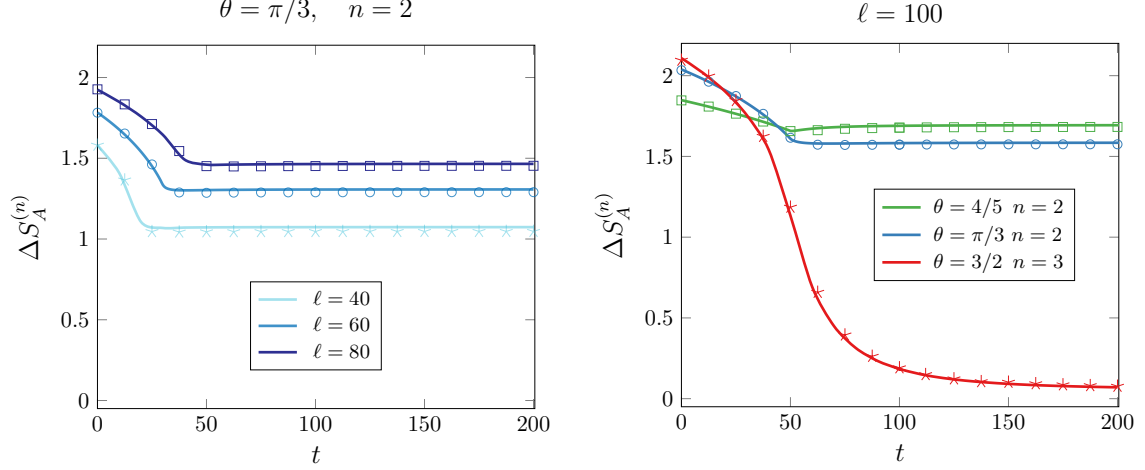 θ = π/3, n = 2
2
1.5
1
0.5
0
0 50 100 150 200
t
ΔS_A^(n)
ℓ = 40
ℓ = 60
ℓ = 80
ℓ = 100
2
1.5
1
0.5
0
0 50 100 150 200
t
ΔS_A^(n)
θ = 4/5 n = 2
θ = π/3 n = 2
θ = 3/2 n = 3